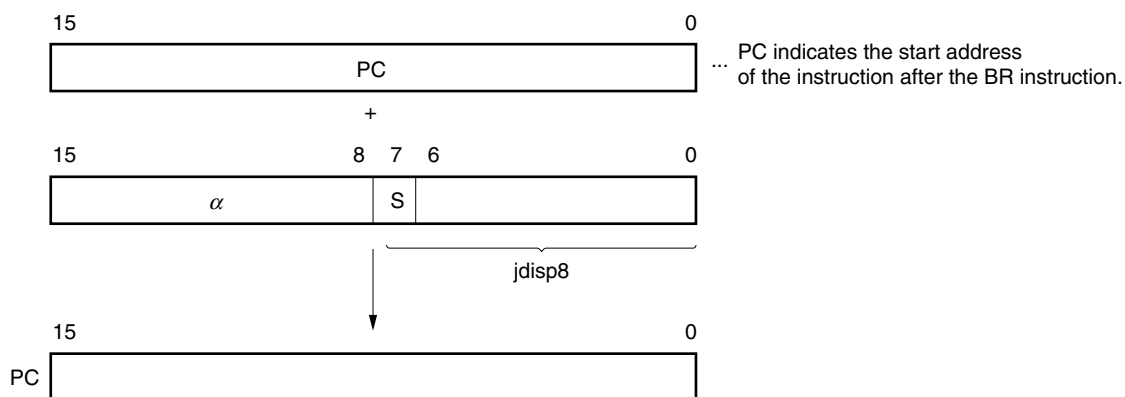 15 0
PC
... PC indicates the start address
of the instruction after the BR instruction.
+
15 8 7 6 0
α S
jdisp8
15 0
PC